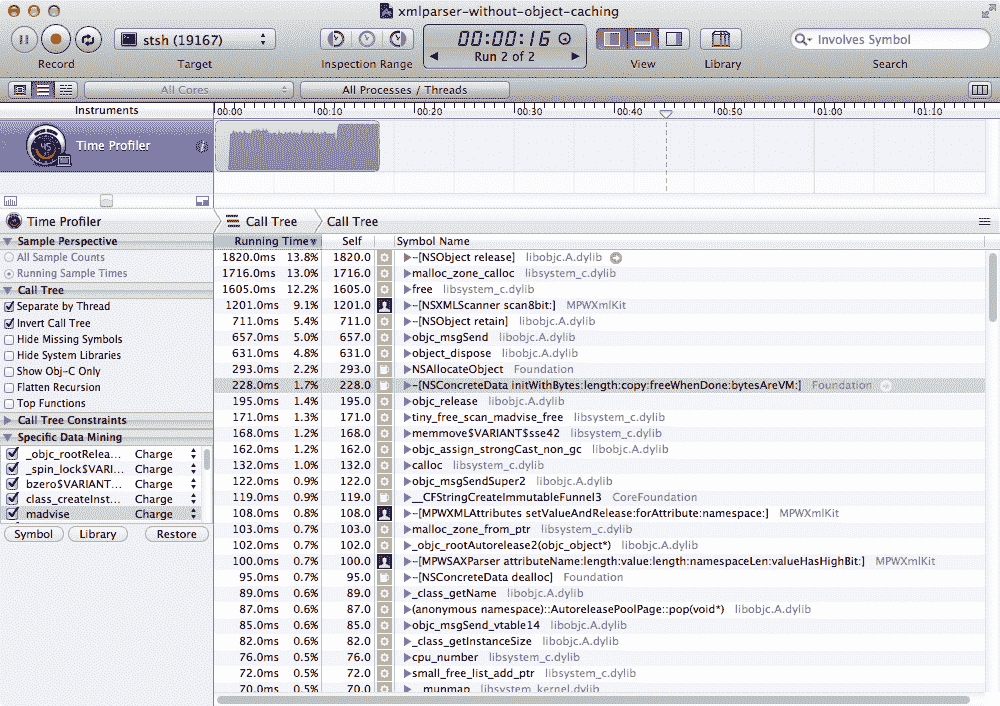 xmlparser-without-object-caching
stsh (19167)
00:00:16
Run 2 of 2
Involves Symbol
Record Target Inspection Range View Library Search
All Cores All Processes / Threads
Instruments 00:00 00:10 00:20 00:30 00:40 00:50 01:00 01:10
Time Profiler
Time Profiler Call Tree Call Tree
Sample Perspective
All Sample Counts
Running Sample Times
Call Tree
Separate by Thread
Invert Call Tree
Hide Missing Symbols
Hide System Libraries
Show Obj-C Only
Flatten Recursion
Top Functions
Call Tree Constraints
Specific Data Mining
_objc_rootRelea... Charge
_spin_lock$VARI... Charge
bzero$VARIANT... Charge
class_createInst... Charge
madvise Charge
Symbol Library Restore
Running Time Self Symbol Name
1820.0ms 13.8% 1820.0 -[NSObject release] libobjc.A.dylib
1716.0ms 13.0% 1716.0 malloc_zone_calloc libsystem_c.dylib
1605.0ms 12.2% 1605.0 free libsystem_c.dylib
1201.0ms 9.1% 1201.0 -[NSXMLScanner scan8bit:] MPWXmlKit
711.0ms 5.4% 711.0 -[NSObject retain] libobjc.A.dylib
657.0ms 5.0% 657.0 objc_msgSend libobjc.A.dylib
631.0ms 4.8% 631.0 object_dispose libobjc.A.dylib
293.0ms 2.2% 293.0 NSAllocateObject Foundation
228.0ms 1.7% 228.0 -[NSConcreteData initWithBytes:length:copy:freeWhenDone:bytesAreVM:] Foundation
195.0ms 1.4% 195.0 objc_release libobjc.A.dylib
171.0ms 1.3% 171.0 tiny_free_scan_madvise_free libsystem_c.dylib
168.0ms 1.2% 168.0 memmove$VARIANT$sse42 libsystem_c.dylib
162.0ms 1.2% 162.0 objc_assign_strongCast_non_gc libobjc.A.dylib
132.0ms 1.0% 132.0 calloc libsystem_c.dylib
122.0ms 0.9% 122.0 objc_msgSendSuper2 libobjc.A.dylib
119.0ms 0.9% 119.0 __CFStringCreateImmutableFunnel3 CoreFoundation
108.0ms 0.8% 108.0 -[MPWXMLAttributes setValueAndRelease:forAttribute:namespace:] MPWXmlKit
103.0ms 0.7% 103.0 malloc_zone_from_ptr libsystem_c.dylib
102.0ms 0.7% 102.0 _objc_rootAutorelease2(objc_object*) libobjc.A.dylib
100.0ms 0.7% 100.0 -[MPWSAXParser attributeName:length:value:length:namespaceLen:valueHasHighBit:] MPWXmlKit
95.0ms 0.7% 95.0 -[NSConcreteData dealloc] Foundation
89.0ms 0.6% 89.0 _class_getName libobjc.A.dylib
87.0ms 0.6% 87.0 (anonymous namespace)::AutoreleasePoolPage::pop(void*) libobjc.A.dylib
85.0ms 0.6% 85.0 objc_msgSend_vtable14 libobjc.A.dylib
82.0ms 0.6% 82.0 _class_getInstanceSize libobjc.A.dylib
76.0ms 0.5% 76.0 cpu_number libsystem_c.dylib
72.0ms 0.5% 72.0 small_free_list_add_ptr libsystem_c.dylib
70.0ms 0.5% 70.0 __munmap libsystem_kernel.dylib